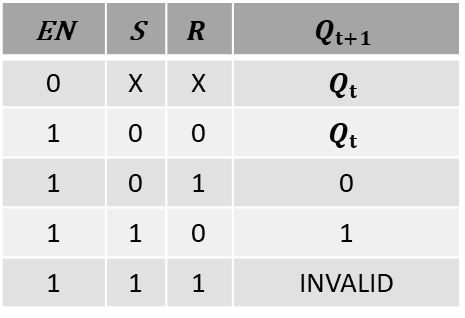 EN S R Qt+1
0 X X Qt
1 0 0 Qt
1 0 1 0
1 1 0 1
1 1 1 INVALID